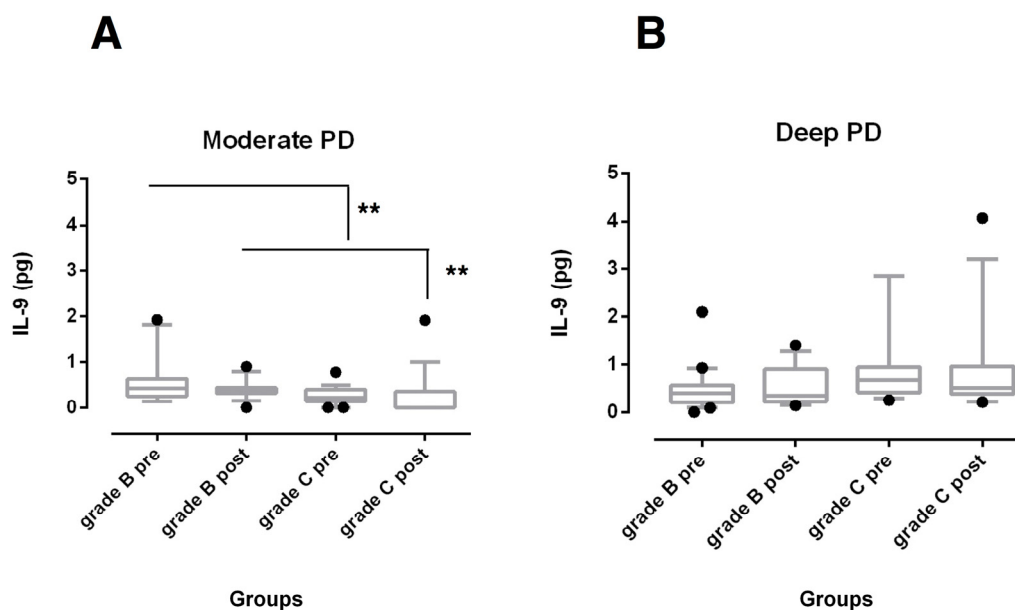 A
Moderate PD
IL-9 (pg)
5
4
3
2
1
0
**
**
grade B pre
grade B post
grade C pre
grade C post
Groups
B
Deep PD
IL-9 (pg)
5
4
3
2
1
0
grade B pre
grade B post
grade C pre
grade C post
Groups